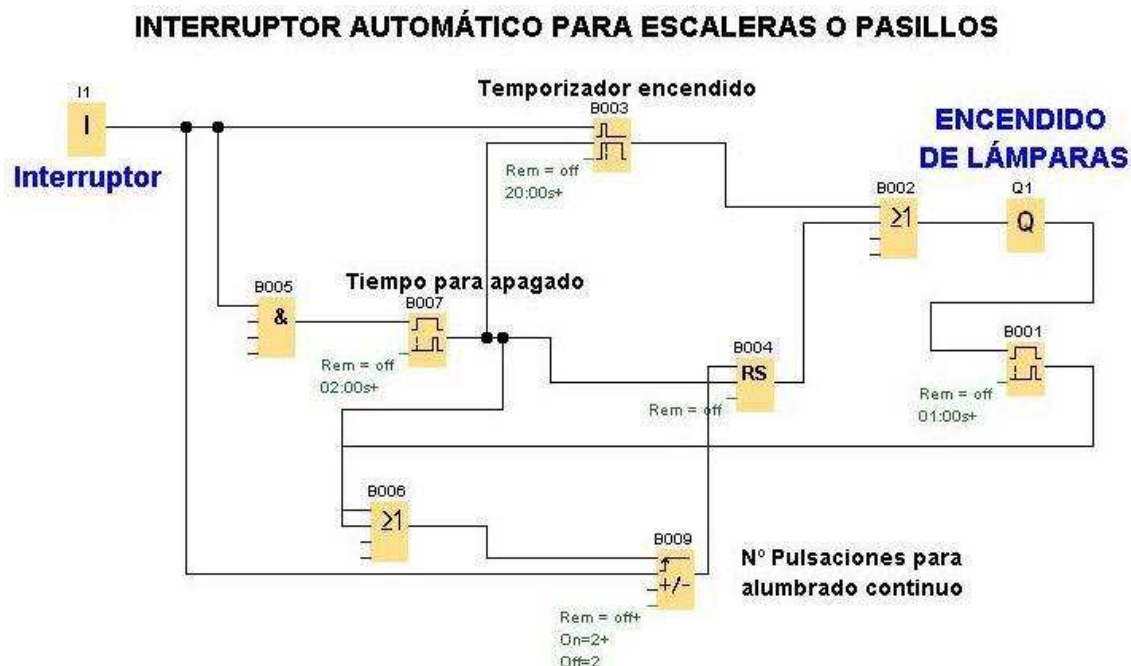 INTERRUPTOR AUTOMÁTICO PARA ESCALERAS O PASILLOS
I1
I
Interruptor
Temporizador encendido
B003
Rem = off
20:00s+
ENCENDIDO
DE LÁMPARAS
B002
≥1
Q1
Q
B005
&
Tiempo para apagado
B007
Rem = off
02:00s+
B004
RS
Rem = off
B001
Rem = off
01:00s+
B006
≥1
B009
+/-
Rem = off+
On=2+
Off=2
Nº Pulsaciones para
alumbrado continuo